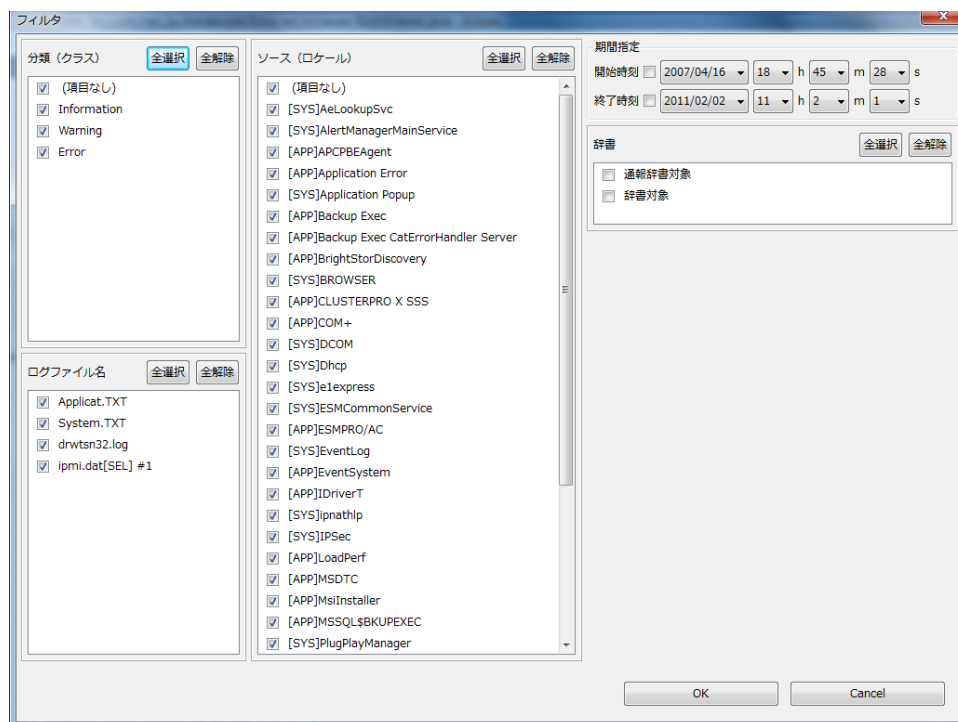 フィルタ
分類（クラス） 全選択 全解除
(項目なし)
Information
Warning
Error
ログファイル名 全選択 全解除
Applicat.TXT
System.TXT
drwtsn32.log
ipmi.dat[SEL] #1
ソース（ロケール） 全選択 全解除
(項目なし)
[SYS]AeLookupSvc
[SYS]AlertManagerMainService
[APP]APCPBEAgent
[APP]Application Error
[SYS]Application Popup
[APP]Backup Exec
[APP]Backup Exec CatErrorHandler Server
[APP]BrightStorDiscovery
[SYS]BROWSER
[APP]CLUSTERPRO X SSS
[APP]COM+
[SYS]DCOM
[SYS]Dhcp
[SYS]e1express
[SYS]ESMCommonService
[APP]ESMPRO/AC
[SYS]EventLog
[APP]EventSystem
[APP]IDriverT
[SYS]ipnathlp
[SYS]IPSec
[APP]LoadPerf
[APP]MSDTC
[APP]MsiInstaller
[APP]MSSQL$BKUPEXEC
[SYS]PlugPlayManager
期間指定
開始時刻 2007/04/16 18 h 45 m 28 s
終了時刻 2011/02/02 11 h 2 m 1 s
辞書 全選択 全解除
通報辞書対象
辞書対象
OK Cancel